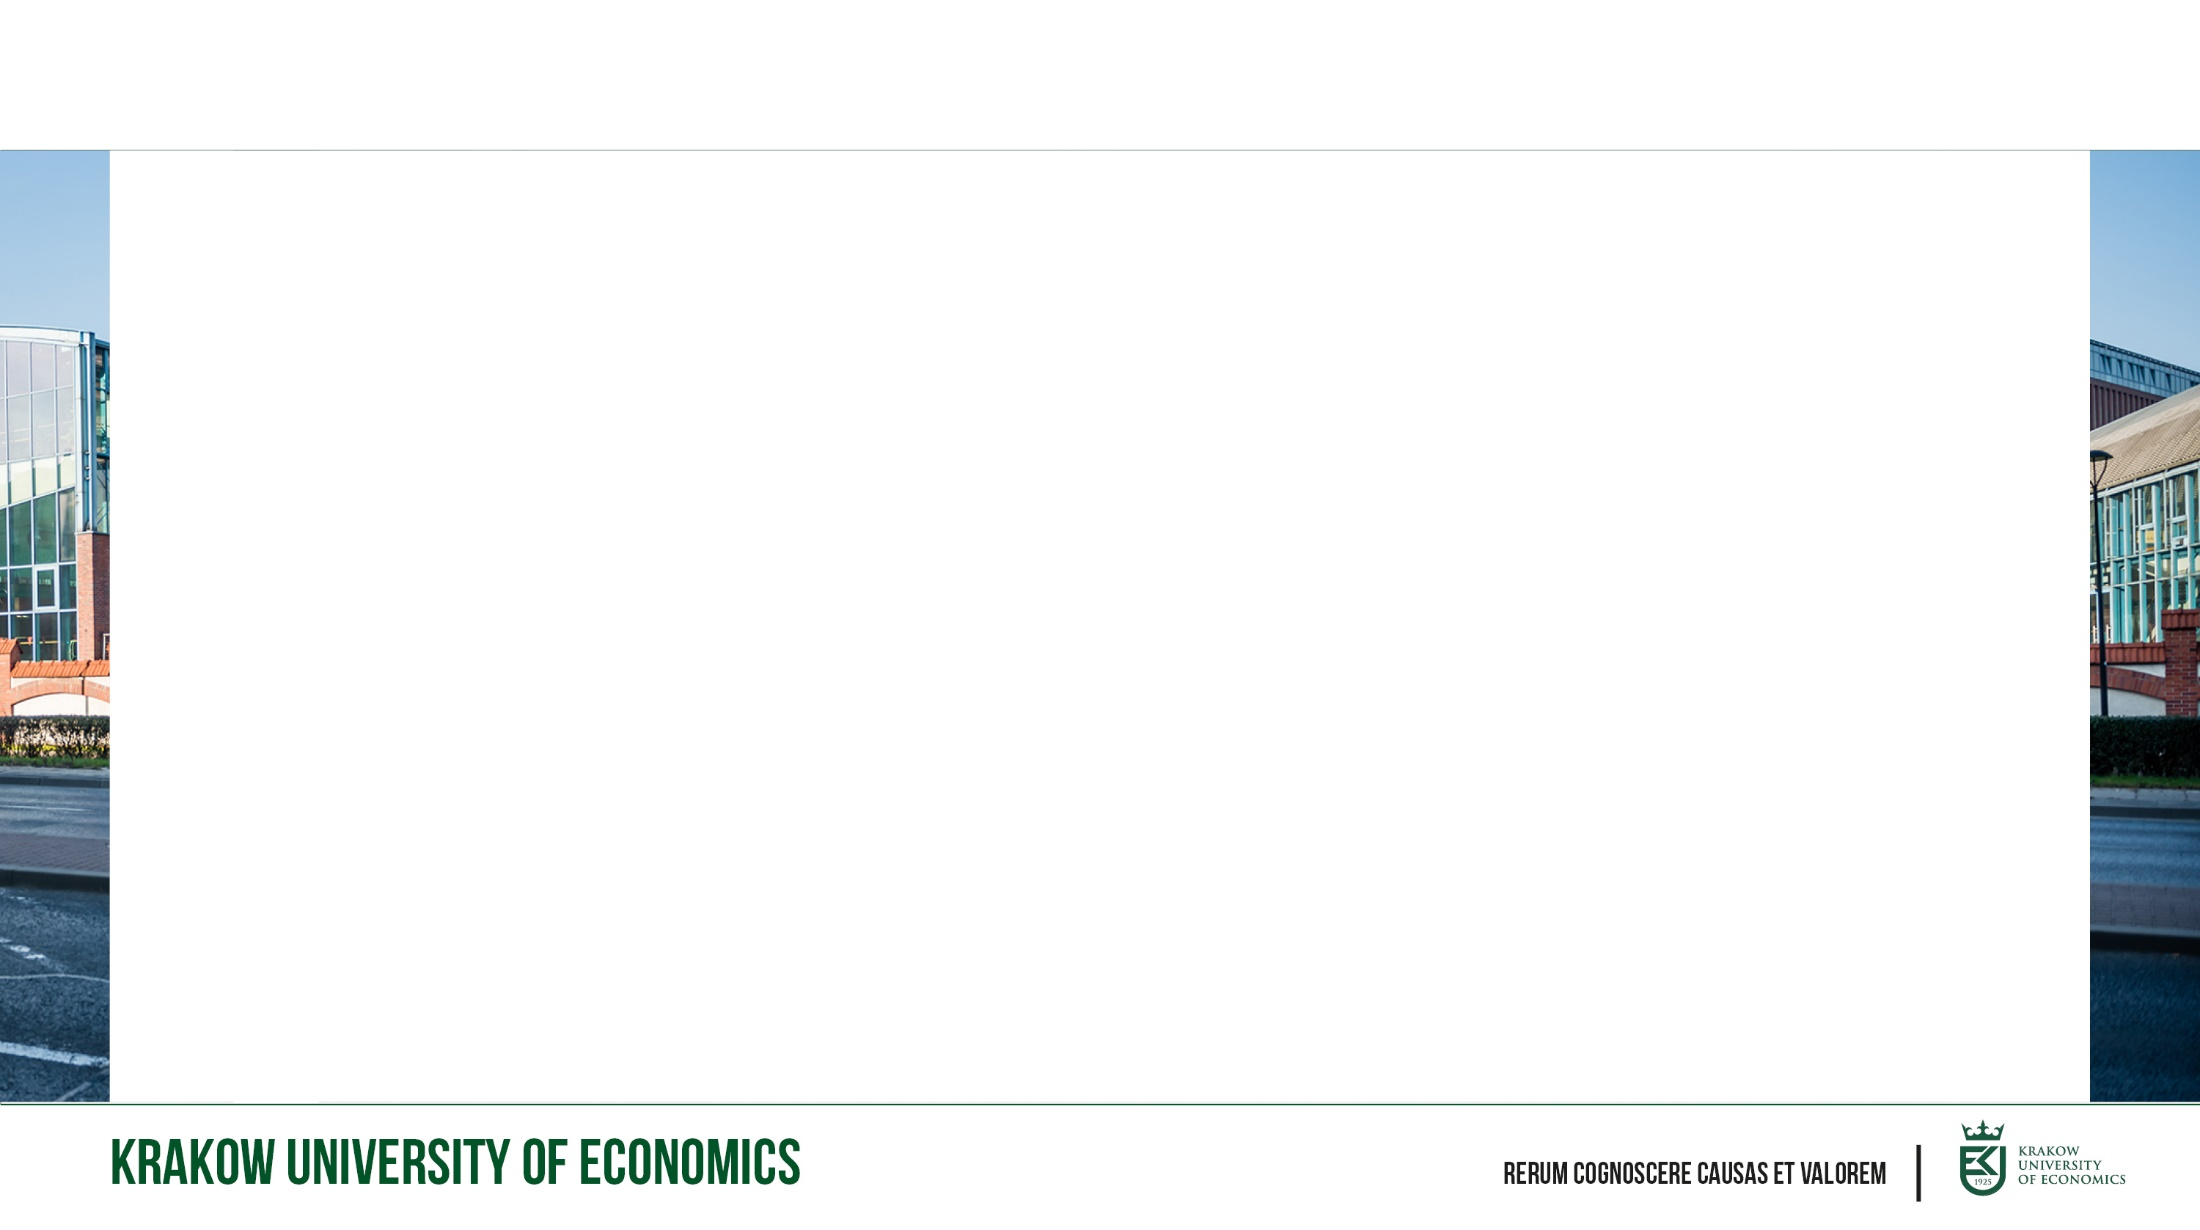 KRAKOW UNIVERSITY OF ECONOMICS
RERUM COGNOSCERE CAUSAS ET VALOREM
1925
KRAKOW
UNIVERSITY
OF ECONOMICS